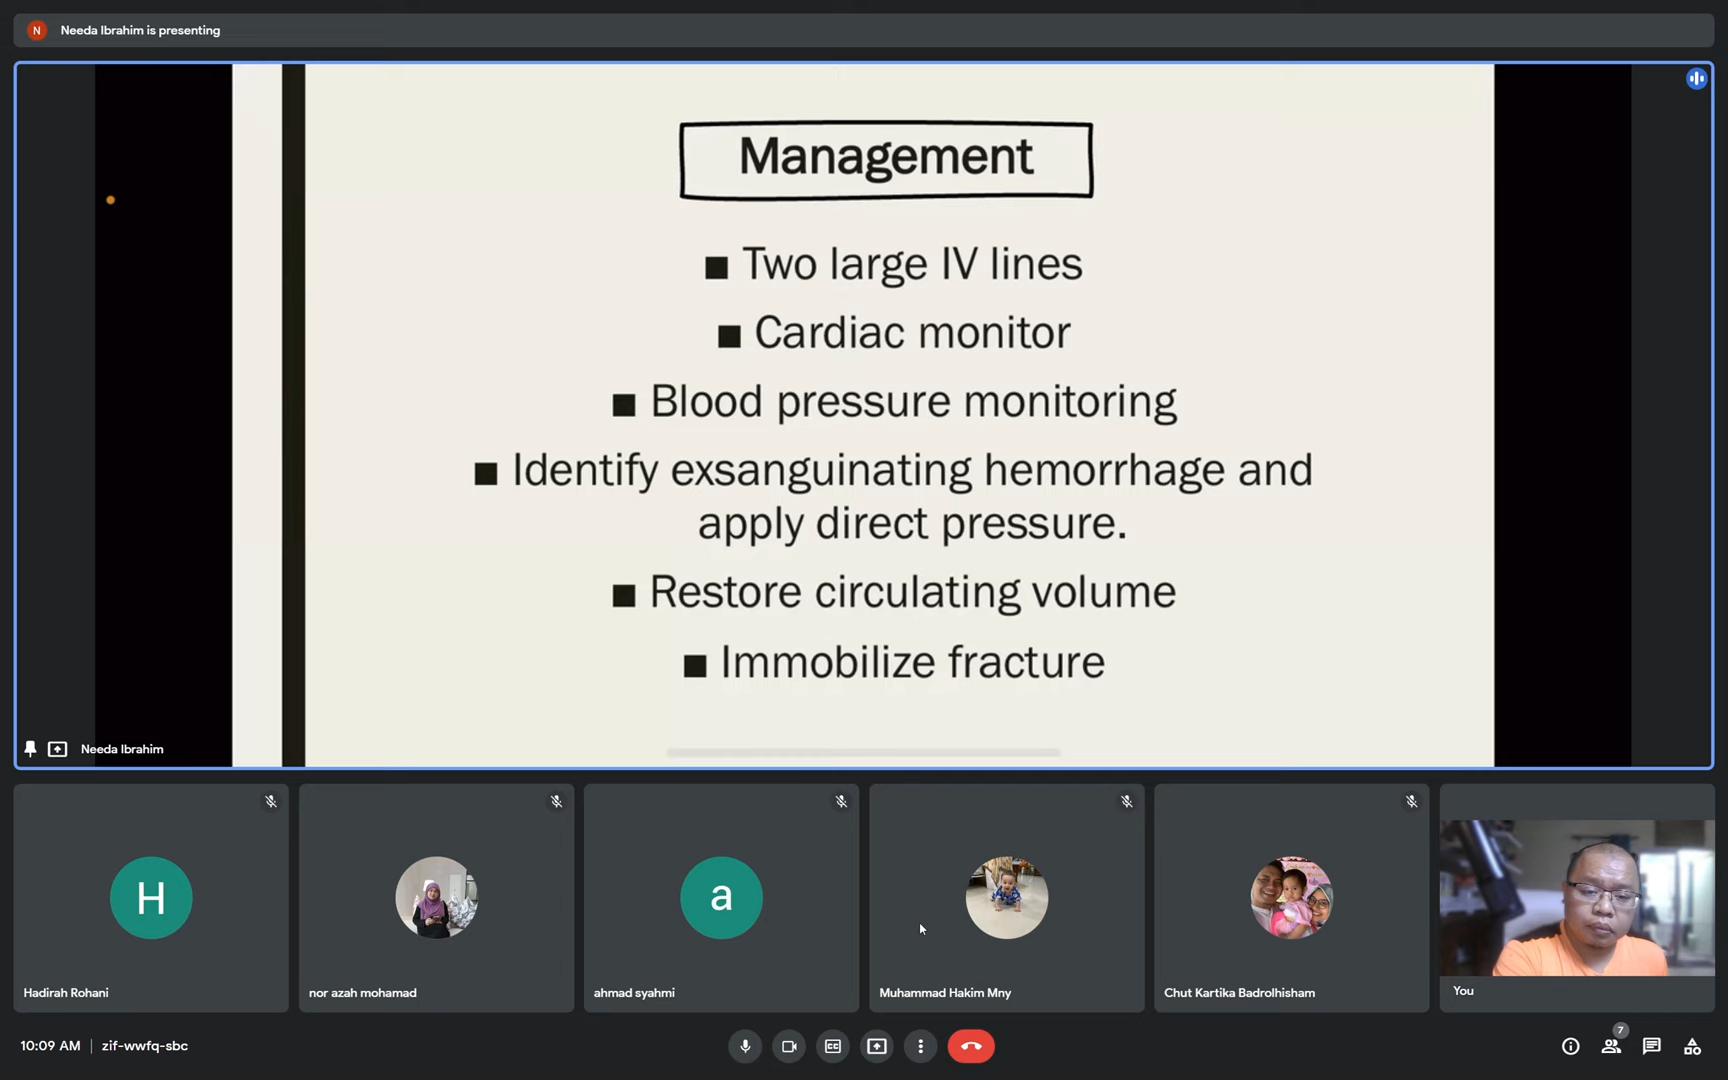 N Needa Ibrahim is presenting
Management
■ Two large IV lines
■ Cardiac monitor
■ Blood pressure monitoring
■ Identify exsanguinating hemorrhage and
apply direct pressure.
■ Restore circulating volume
■ Immobilize fracture
Needa Ibrahim
H
a
Hadirah Rohani
nor azah mohamad
ahmad syahmi
Muhammad Hakim Mny
Chut Kartika Badrolhisham
You
10:09 AM | zif-wwfq-sbc
CC
7